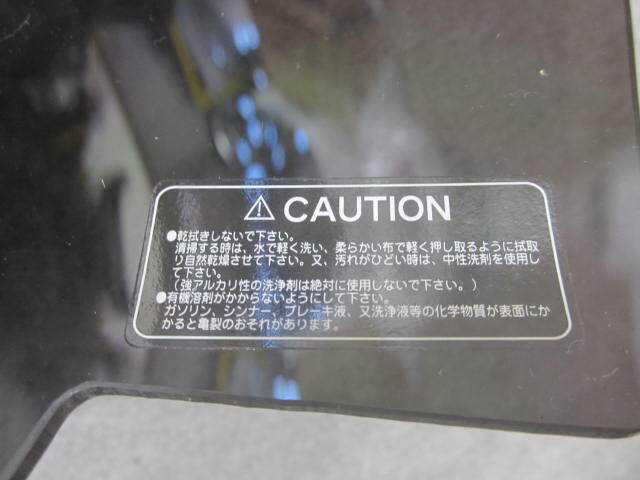 ⚠ CAUTION
●乾拭きしないで下さい。
清掃する時は、水で軽く洗い、柔らかい布で軽く押し取るように拭取
り自然乾燥させて下さい。又、汚れがひどい時は、中性洗剤を使用し
て下さい。
(強アルカリ性の洗浄剤は絶対に使用しないで下さい。)
●有機溶剤がかからないようにして下さい。
ガソリン、シンナー、ブレーキ液、又洗浄液等の化学物質が表面にか
かると亀裂のおそれがあります。